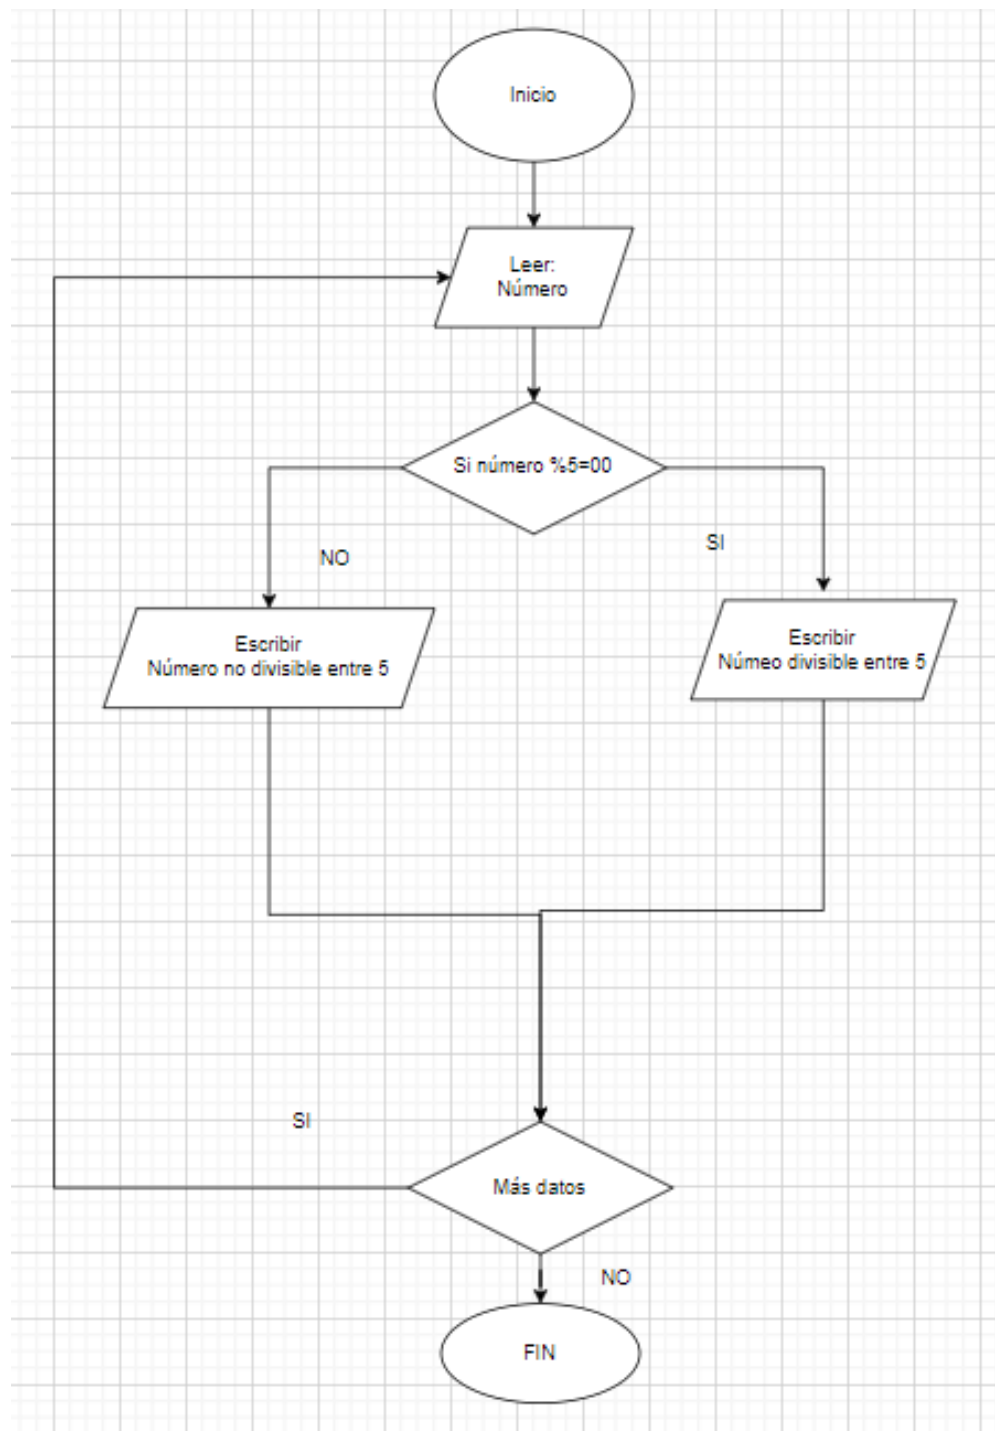 Inicio
Leer:
Número
Si número %5=00
NO
SI
Escribir
Número no divisible entre 5
Escribir
Númeo divisible entre 5
SI
Más datos
NO
FIN